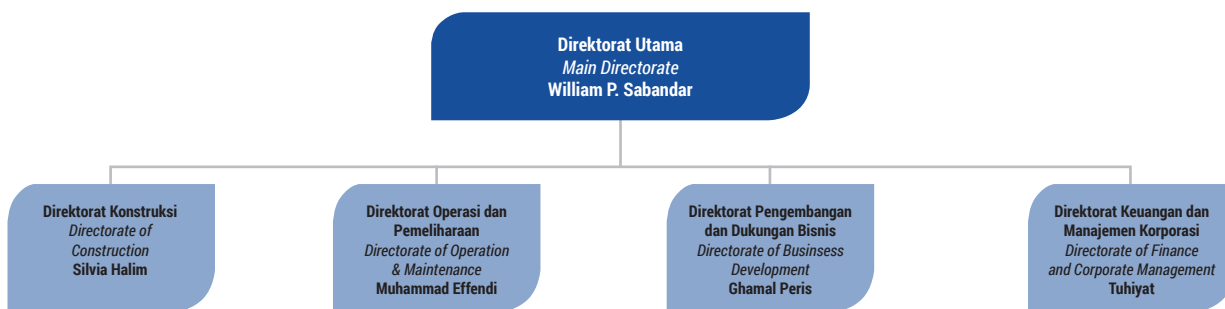 Direktorat Utama
Main Directorate
William P. Sabandar
Direktorat Konstruksi
Directorate of
Construction
Silvia Halim
Direktorat Operasi dan
Pemeliharaan
Directorate of Operation
& Maintenance
Muhammad Effendi
Direktorat Pengembangan
dan Dukungan Bisnis
Directorate of Businsess
Development
Ghamal Peris
Direktorat Keuangan dan
Manajemen Korporasi
Directorate of Finance
and Corporate Management
Tuhiyat